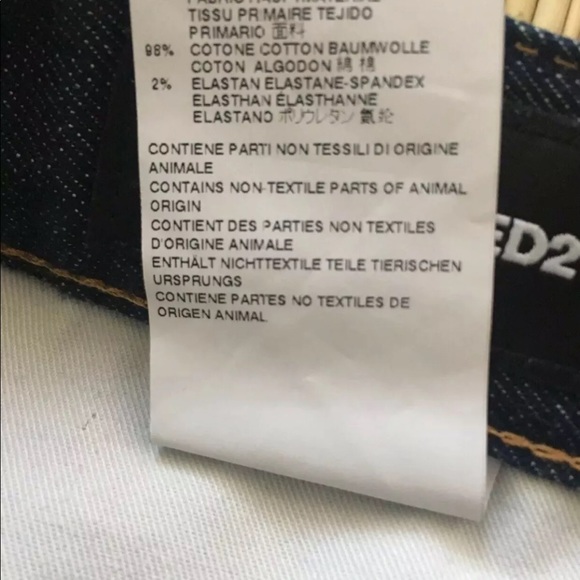 TISSU PRIMAIRE TEJIDO
PRIMARIO 面料
98% COTONE COTTON BAUMWOLLE
COTON ALGODON 綿 棉
2% ELASTAN ELASTANE-SPANDEX
ELASTHAN ÉLASTHANNE
ELASTANO ポリウレタン 氨纶
CONTIENE PARTI NON TESSILI DI ORIGINE
ANIMALE
CONTAINS NON-TEXTILE PARTS OF ANIMAL
ORIGIN
CONTIENT DES PARTIES NON TEXTILES
D'ORIGINE ANIMALE
ENTHÄLT NICHTTEXTILE TEILE TIERISCHEN
URSPRUNGS
CONTIENE PARTES NO TEXTILES DE
ORIGEN ANIMAL
ED2